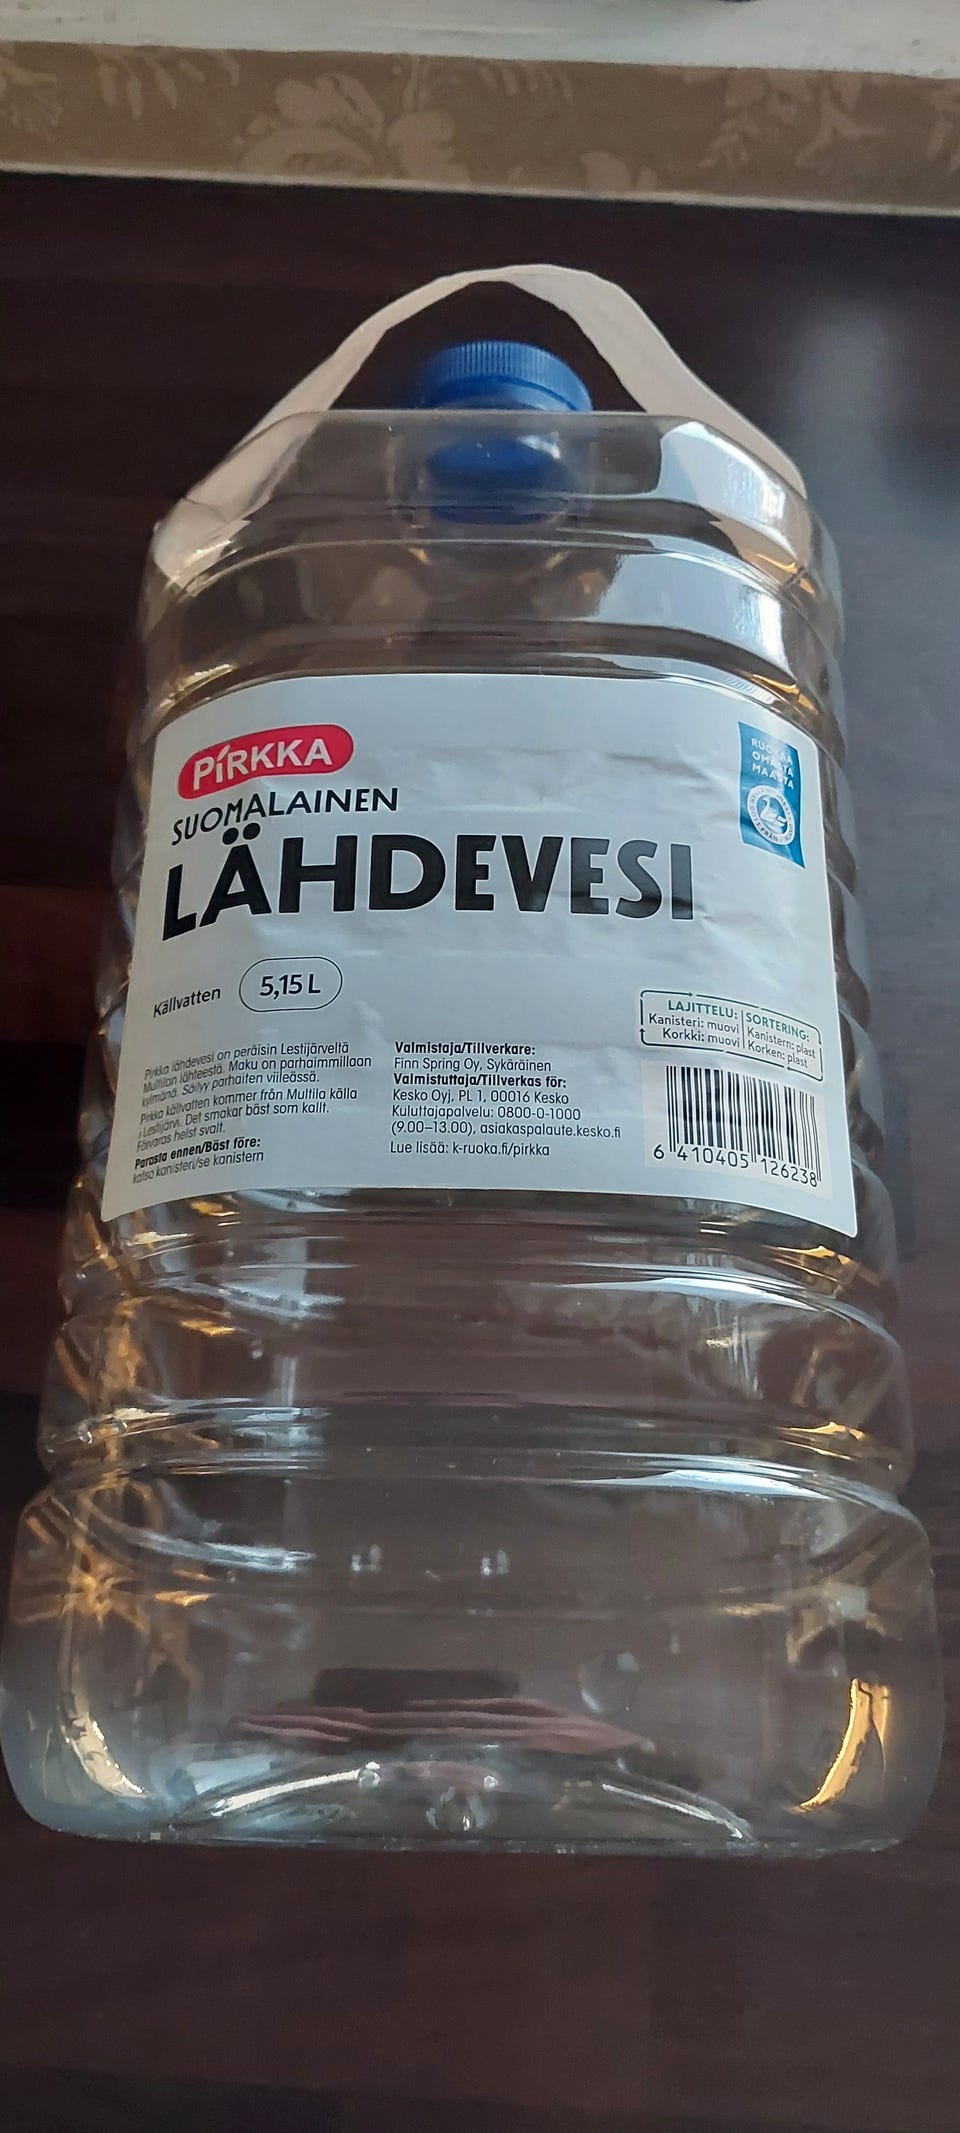 PIRKKA
SUOMALAINEN
LÄHDEVESI
Källvatten
5,15 L
RUOKAA
OMASTA
MAASTA
LAJITTELU:
Kanisteri: muovi
Korkki: muovi
SORTERING:
Kanistern: plast
Korken: plast
Pirkka lähdevesi on peräisin Lestijärveltä
Multilan lähteestä. Maku on parhaimmillaan
kylmänä. Säilyy parhaiten viileässä.
Pirkka källvatten kommer från Multila källa
i Lestijärvi. Det smakar bäst som kallt.
Förvaras helst svalt.
Parasta ennen/Bäst före:
katso kanisteri/se kanistern
Valmistaja/Tillverkare:
Finn Spring Oy, Sykäräinen
Valmistuttaja/Tillverkas för:
Kesko Oyj, PL 1, 00016 Kesko
Kuluttajapalvelu: 0800-0-1000
(9.00–13.00), asiakaspalaute.kesko.fi
Lue lisää: k-ruoka.fi/pirkka
6 410405 126238